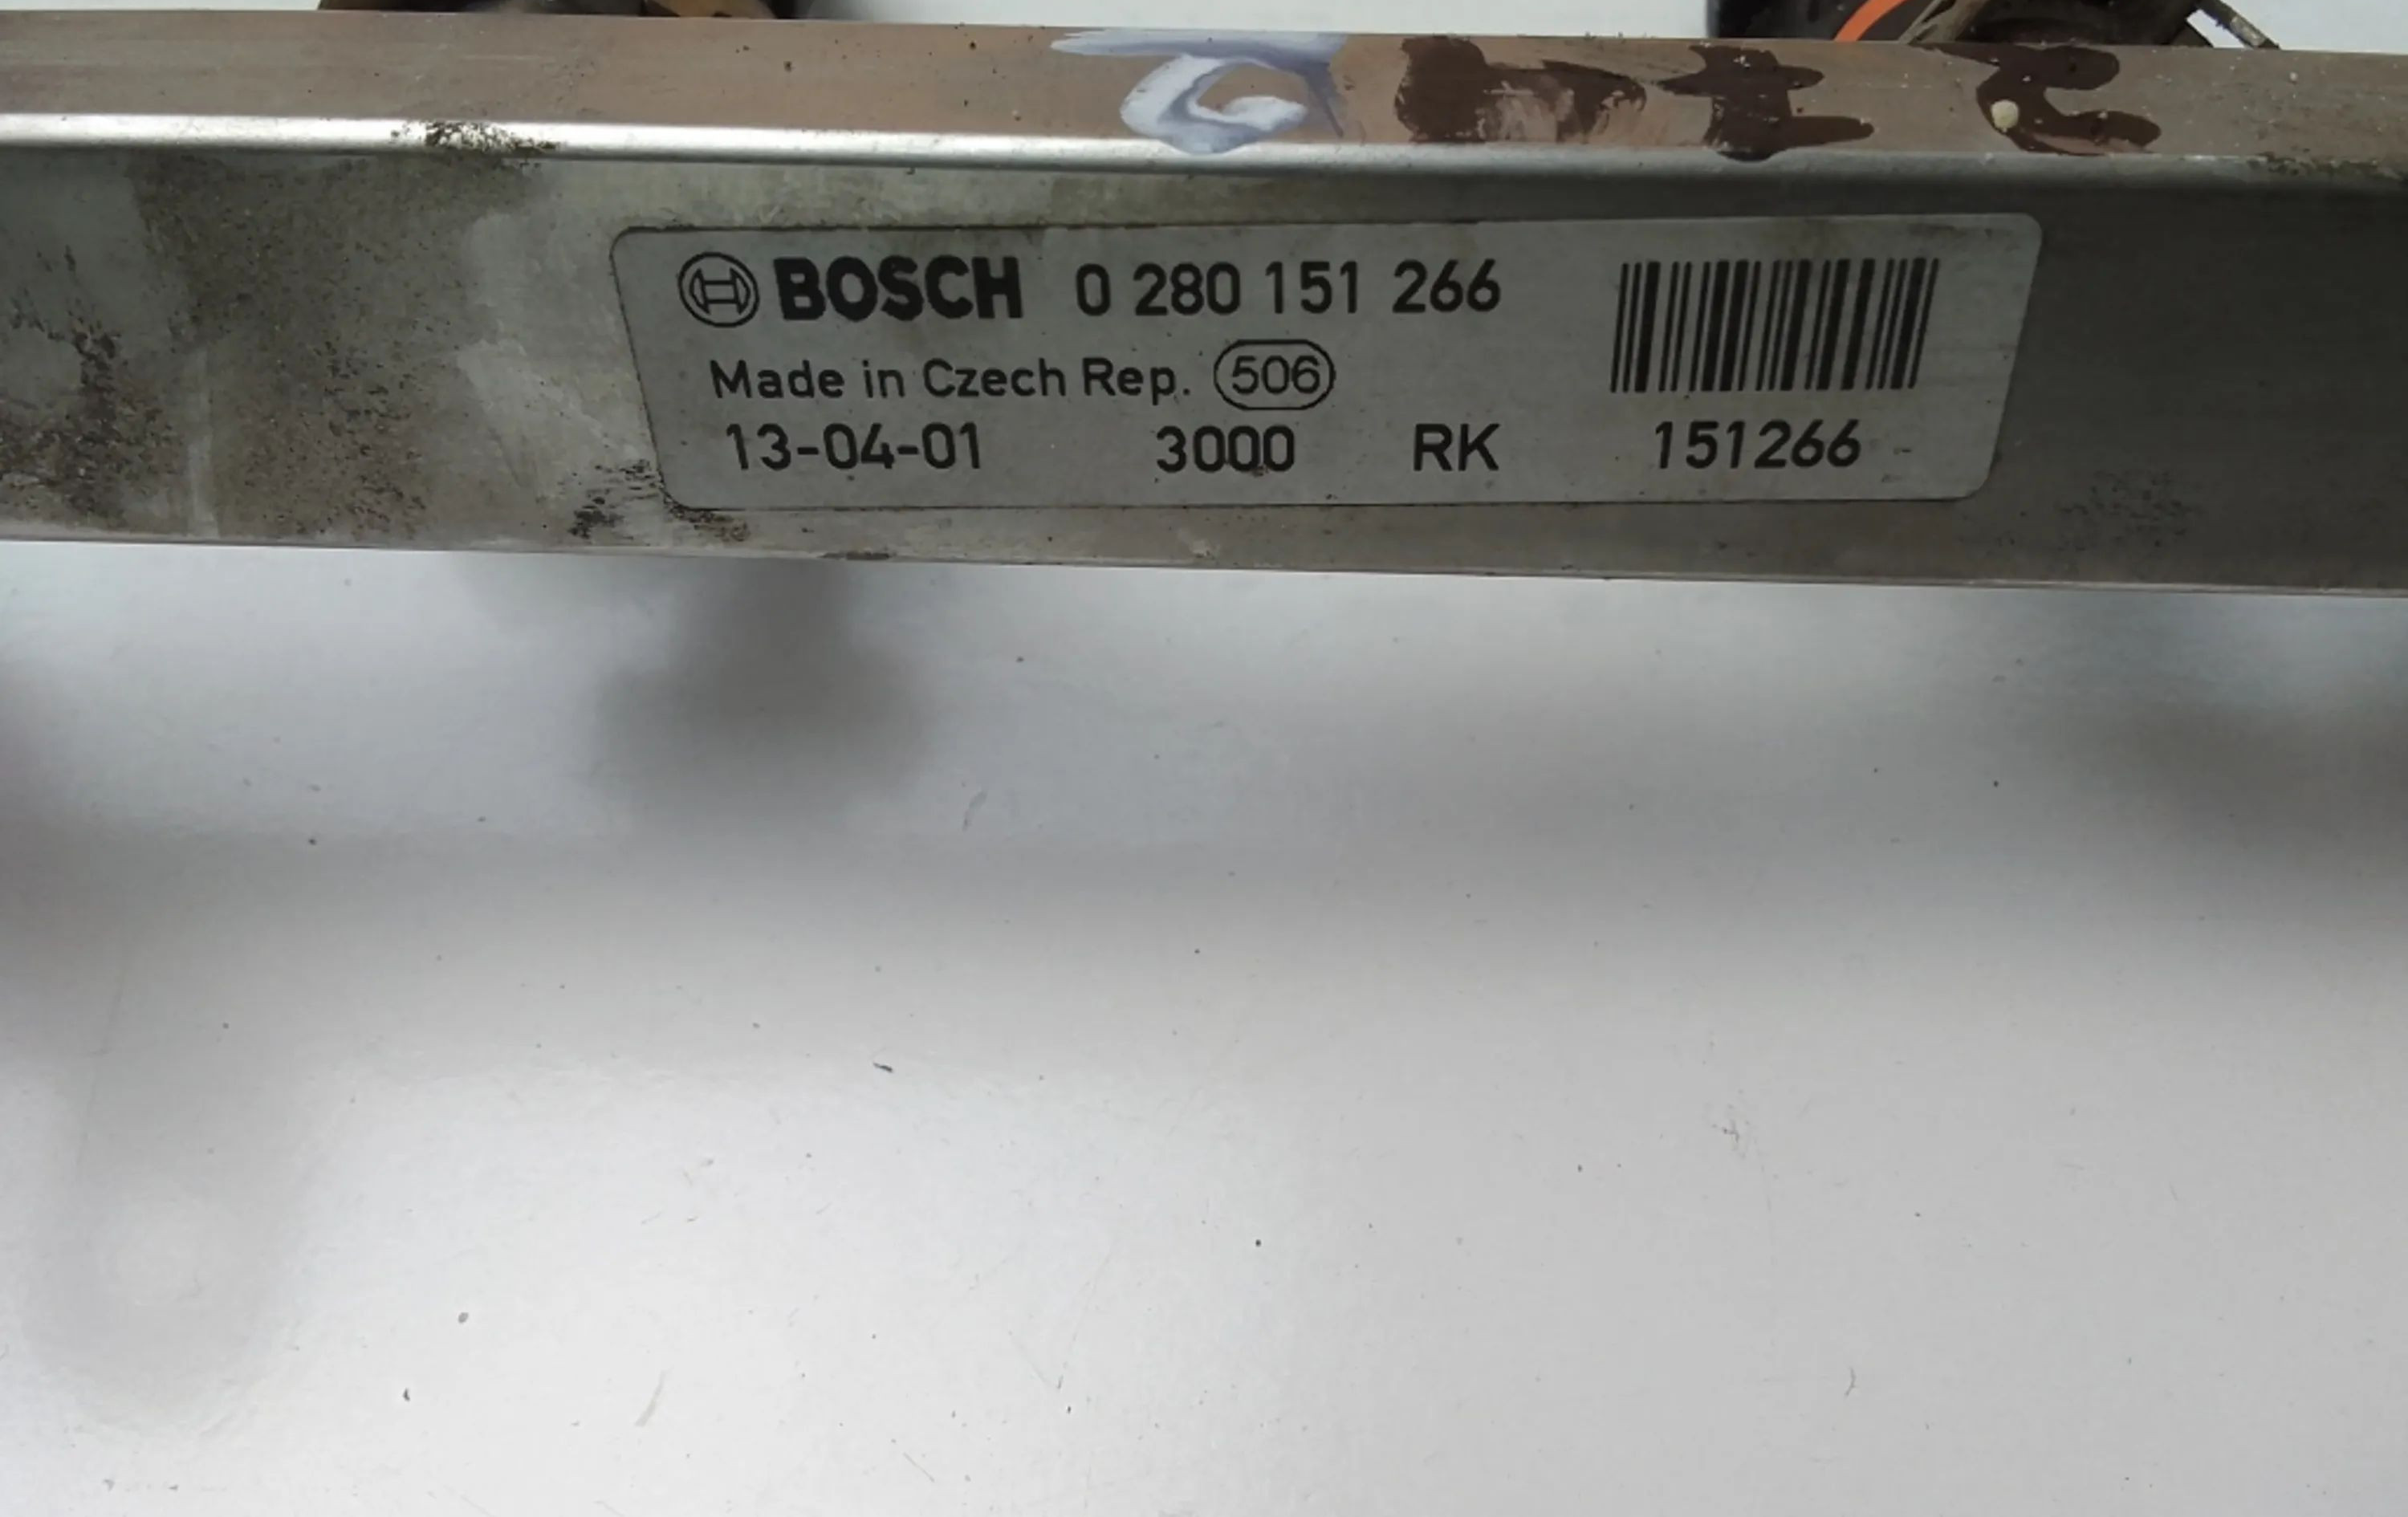 BOSCH 0 280 151 266
Made in Czech Rep. 506
13-04-01 3000 RK 151266